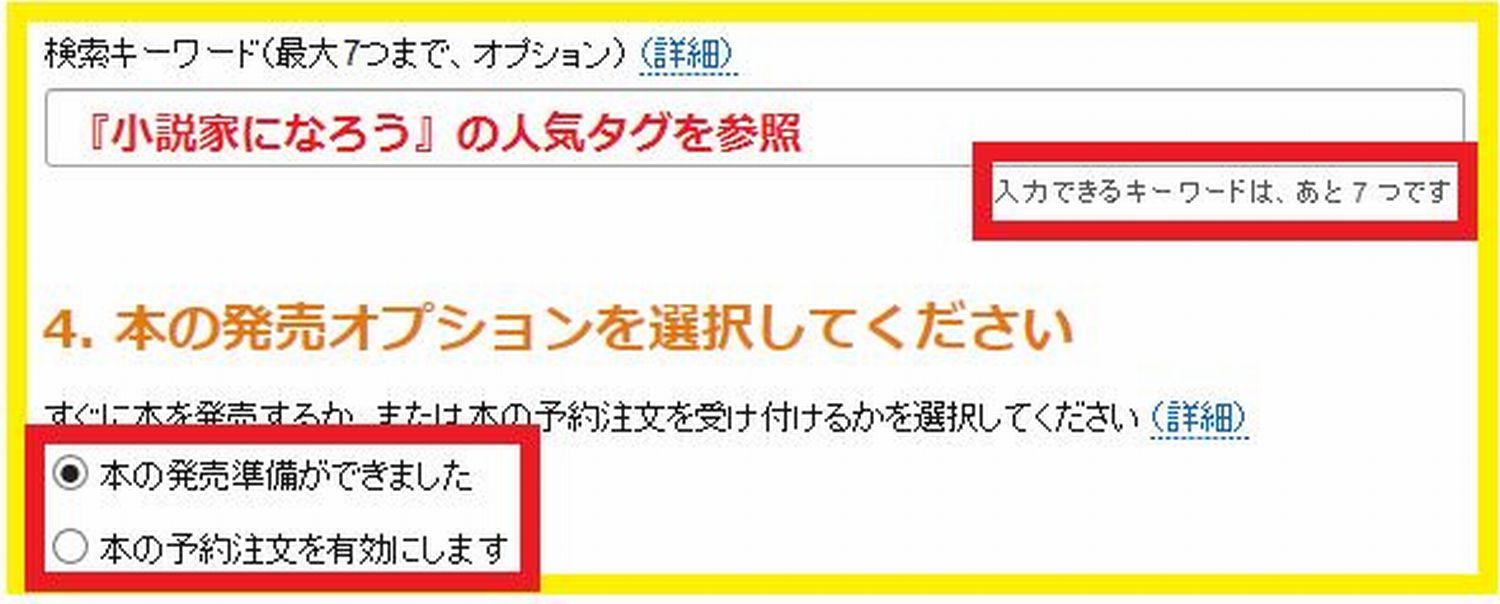 検索キーワード(最大7つまで、オプション) (詳細)
『小説家になろう』の人気タグを参照
入力できるキーワードは、あと 7 つです
4. 本の発売オプションを選択してください
すぐに本を発売するか、または本の予約注文を受け付けるかを選択してください (詳細)
本の発売準備ができました
本の予約注文を有効にします